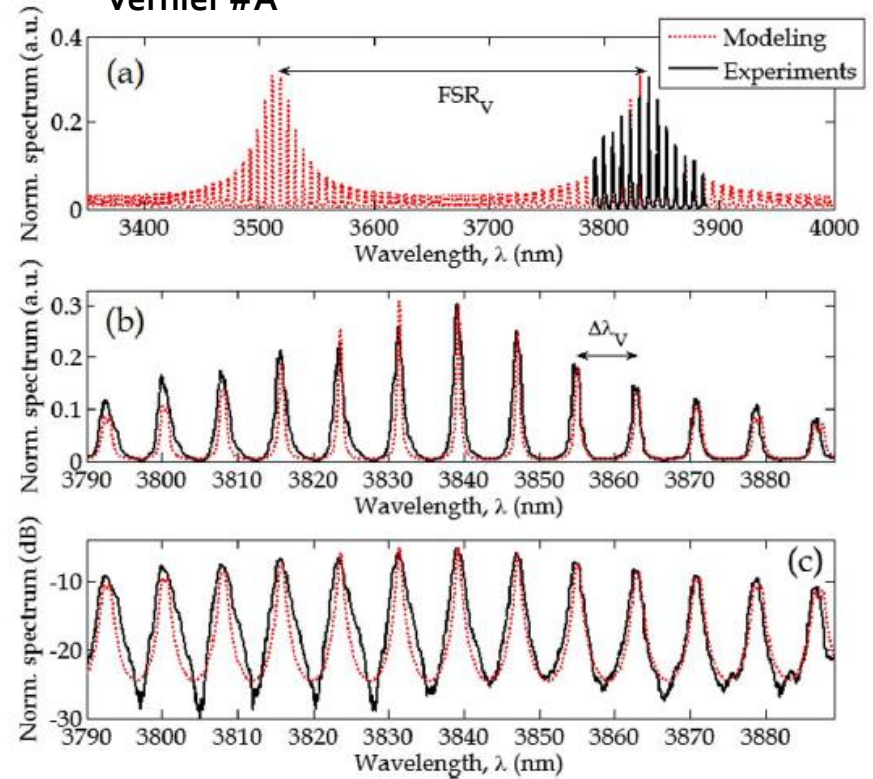 Vernier #A
Norm. spectrum (a.u.)
0.4
0.2
0
(a)
FSR_V
Modeling
Experiments
3400 3500 3600 3700 3800 3900 4000
Wavelength, λ (nm)
Norm. spectrum (a.u.)
0.3
0.2
0.1
0
(b)
Δλ_V
3790 3800 3810 3820 3830 3840 3850 3860 3870 3880
Wavelength, λ (nm)
Norm. spectrum (dB)
-10
-20
-30
(c)
3790 3800 3810 3820 3830 3840 3850 3860 3870 3880
Wavelength, λ (nm)